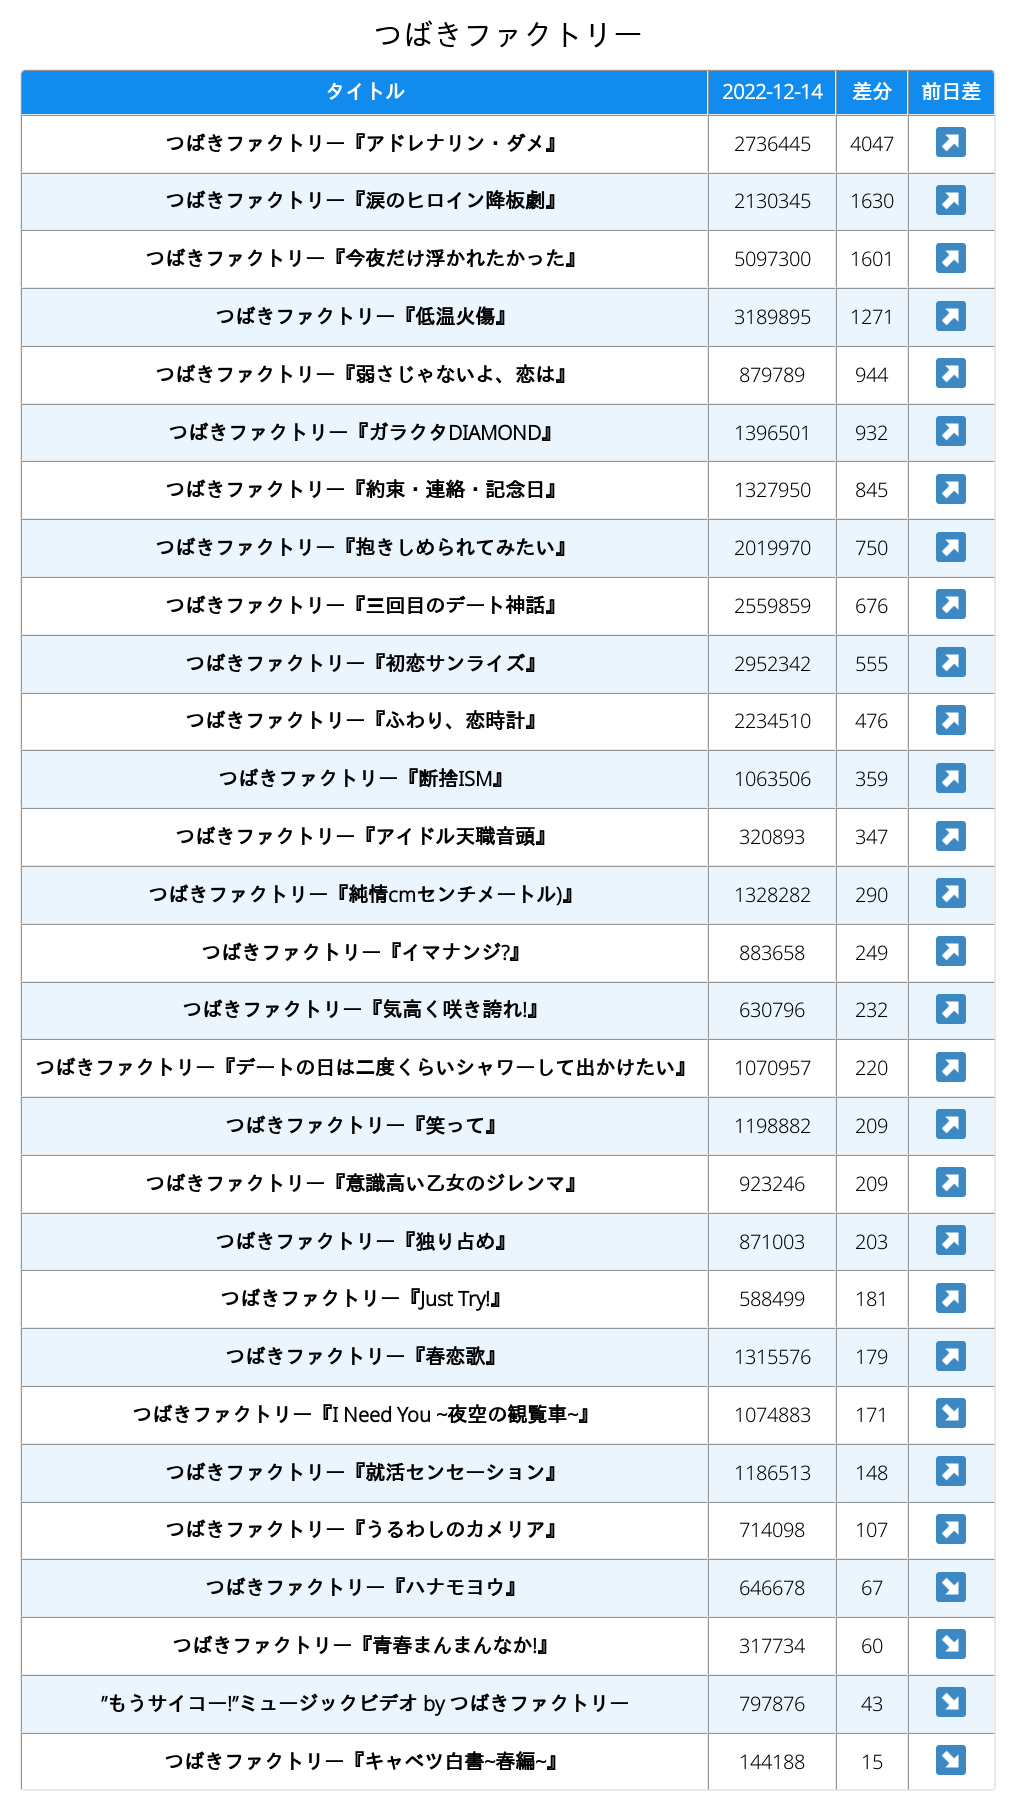 つばきファクトリー
タイトル 2022-12-14 差分 前日差
つばきファクトリー『アドレナリン・ダメ』 2736445 4047 ↗
つばきファクトリー『涙のヒロイン降板劇』 2130345 1630 ↗
つばきファクトリー『今夜だけ浮かれたかった』 5097300 1601 ↗
つばきファクトリー『低温火傷』 3189895 1271 ↗
つばきファクトリー『弱さじゃないよ、恋は』 879789 944 ↗
つばきファクトリー『ガラクタDIAMOND』 1396501 932 ↗
つばきファクトリー『約束・連絡・記念日』 1327950 845 ↗
つばきファクトリー『抱きしめられてみたい』 2019970 750 ↗
つばきファクトリー『三回目のデート神話』 2559859 676 ↗
つばきファクトリー『初恋サンライズ』 2952342 555 ↗
つばきファクトリー『ふわり、恋時計』 2234510 476 ↗
つばきファクトリー『断捨ISM』 1063506 359 ↗
つばきファクトリー『アイドル天職音頭』 320893 347 ↗
つばきファクトリー『純情cmセンチメートル)』 1328282 290 ↗
つばきファクトリー『イマナンジ?』 883658 249 ↗
つばきファクトリー『気高く咲き誇れ!』 630796 232 ↗
つばきファクトリー『デートの日は二度くらいシャワーして出かけたい』 1070957 220 ↗
つばきファクトリー『笑って』 1198882 209 ↗
つばきファクトリー『意識高い乙女のジレンマ』 923246 209 ↗
つばきファクトリー『独り占め』 871003 203 ↗
つばきファクトリー『Just Try!』 588499 181 ↗
つばきファクトリー『春恋歌』 1315576 179 ↗
つばきファクトリー『I Need You ~夜空の観覧車~』 1074883 171 ↘
つばきファクトリー『就活センセーション』 1186513 148 ↗
つばきファクトリー『うるわしのカメリア』 714098 107 ↗
つばきファクトリー『ハナモヨウ』 646678 67 ↘
つばきファクトリー『青春まんまんなか!』 317734 60 ↘
”もうサイコー!”ミュージックビデオ by つばきファクトリー 797876 43 ↘
つばきファクトリー『キャベツ白書~春編~』 144188 15 ↘